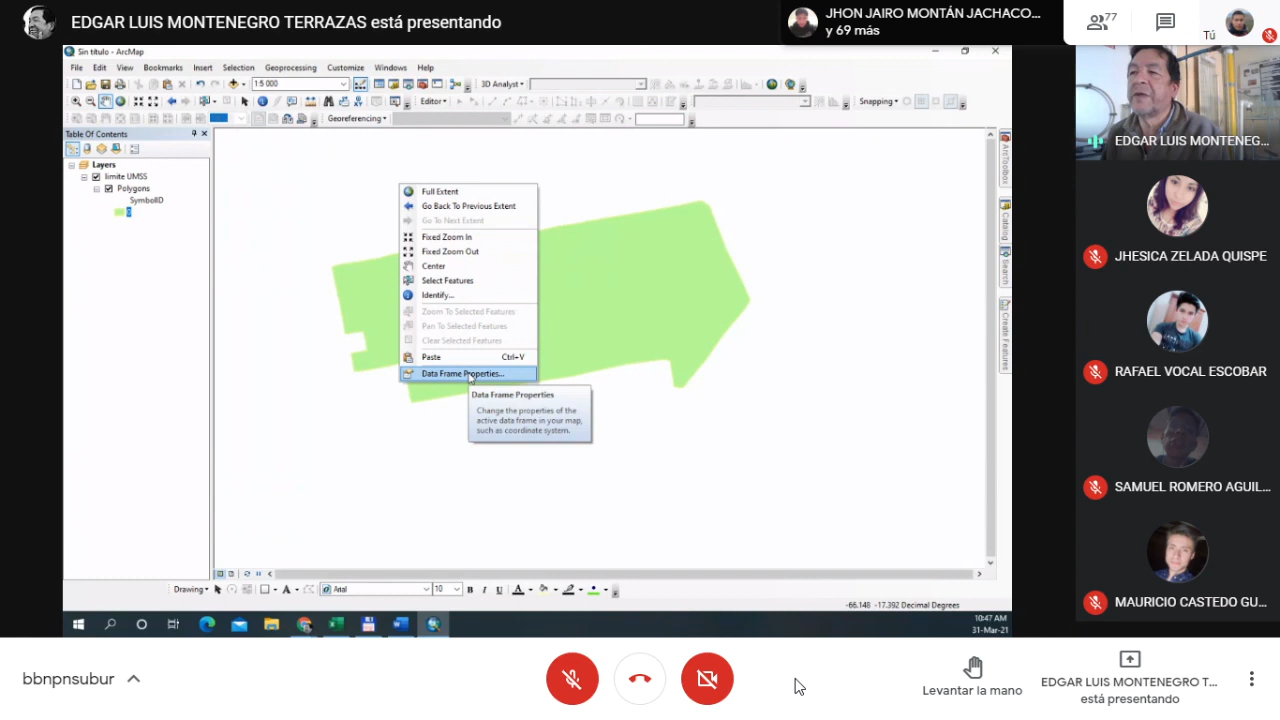 EDGAR LUIS MONTENEGRO TERRAZAS está presentando
JHON JAIRO MONTÁN JACHACO...
y 69 más
77
Tú
Sin título - ArcMap
File Edit View Bookmarks Insert Selection Geoprocessing Customize Windows Help
1:5 000
3D Analyst
Editor
Snapping
Georeferencing
Table Of Contents
Layers
limite UMSS
Polygons
SymbolID
0
Full Extent
Go Back To Previous Extent
Go To Next Extent
Fixed Zoom In
Fixed Zoom Out
Center
Select Features
Identify...
Zoom To Selected Features
Pan To Selected Features
Clear Selected Features
Paste Ctrl+V
Data Frame Properties...
Data Frame Properties
Change the properties of the
active data frame in your map,
such as coordinate system.
ArcToolbox
Catalog
Search
Create Features
Drawing
Arial
10
B I U A
-66.148 -17.392 Decimal Degrees
10:47 AM
31-Mar-21
EDGAR LUIS MONTENEG...
JHESICA ZELADA QUISPE
RAFAEL VOCAL ESCOBAR
SAMUEL ROMERO AGUIL...
MAURICIO CASTEDO GU...
bbnpnsubur
Levantar la mano
EDGAR LUIS MONTENEGRO T...
está presentando